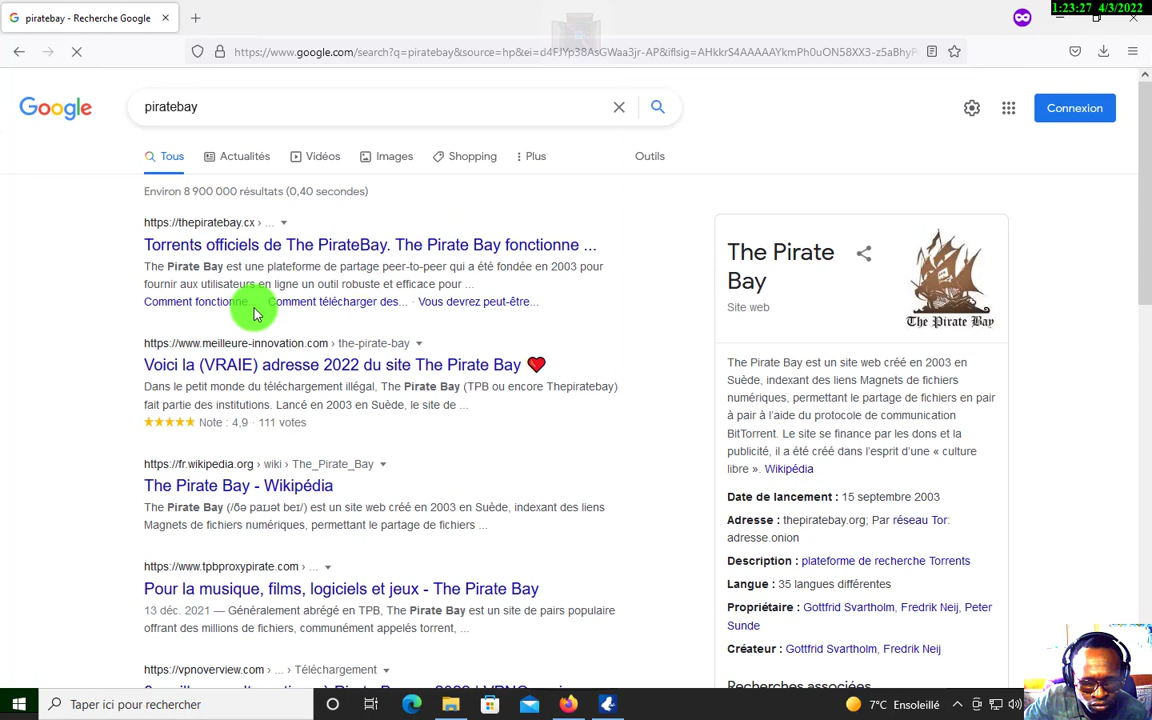 piratebay - Recherche Google
1:23:27 4/3/2022
https://www.google.com/search?q=piratebay&source=hp&ei=d4FJYp38AsGWaa3jr-AP&iflsig=AHkkrS4AAAAAYkmPh0uON58XX3-z5aBhyP
Google
piratebay
Connexion
Tous
Actualités
Vidéos
Images
Shopping
Plus
Outils
Environ 8 900 000 résultats (0,40 secondes)
https://thepiratebay.cx › ...
Torrents officiels de The PirateBay. The Pirate Bay fonctionne ...
The Pirate Bay est une plateforme de partage peer-to-peer qui a été fondée en 2003 pour
fournir aux utilisateurs en ligne un outil robuste et efficace pour ...
Comment fonctionne... Comment télécharger des... · Vous devrez peut-être...
https://www.meilleure-innovation.com › the-pirate-bay
Voici la (VRAIE) adresse 2022 du site The Pirate Bay ❤
Dans le petit monde du téléchargement illégal, The Pirate Bay (TPB ou encore Thepiratebay)
fait partie des institutions. Lancé en 2003 en Suède, le site de ...
★★★★★ Note : 4,9 · 111 votes
https://fr.wikipedia.org › wiki › The_Pirate_Bay
The Pirate Bay - Wikipédia
The Pirate Bay (/ðə paɪɹət beɪ/) est un site web créé en 2003 en Suède, indexant des liens
Magnets de fichiers numériques, permettant le partage de fichiers ...
https://www.tpbproxypirate.com › ...
Pour la musique, films, logiciels et jeux - The Pirate Bay
13 déc. 2021 — Généralement abrégé en TPB, The Pirate Bay est un site de pairs populaire
offrant des millions de fichiers, communément appelés torrent, ...
https://vpnoverview.com › ... › Téléchargement
The Pirate
Bay
Site web
The Pirate Bay
The Pirate Bay est un site web créé en 2003 en
Suède, indexant des liens Magnets de fichiers
numériques, permettant le partage de fichiers en pair
à pair à l'aide du protocole de communication
BitTorrent. Le site se finance par les dons et la
publicité, il a été créé dans l'esprit d'une « culture
libre ». Wikipédia
Date de lancement : 15 septembre 2003
Adresse : thepiratebay.org; Par réseau Tor:
adresse.onion
Description : plateforme de recherche Torrents
Langue : 35 langues différentes
Propriétaire : Gottfrid Svartholm, Fredrik Neij, Peter
Sunde
Créateur : Gottfrid Svartholm, Fredrik Neij
Recherches associées
Taper ici pour rechercher
7°C Ensoleillé